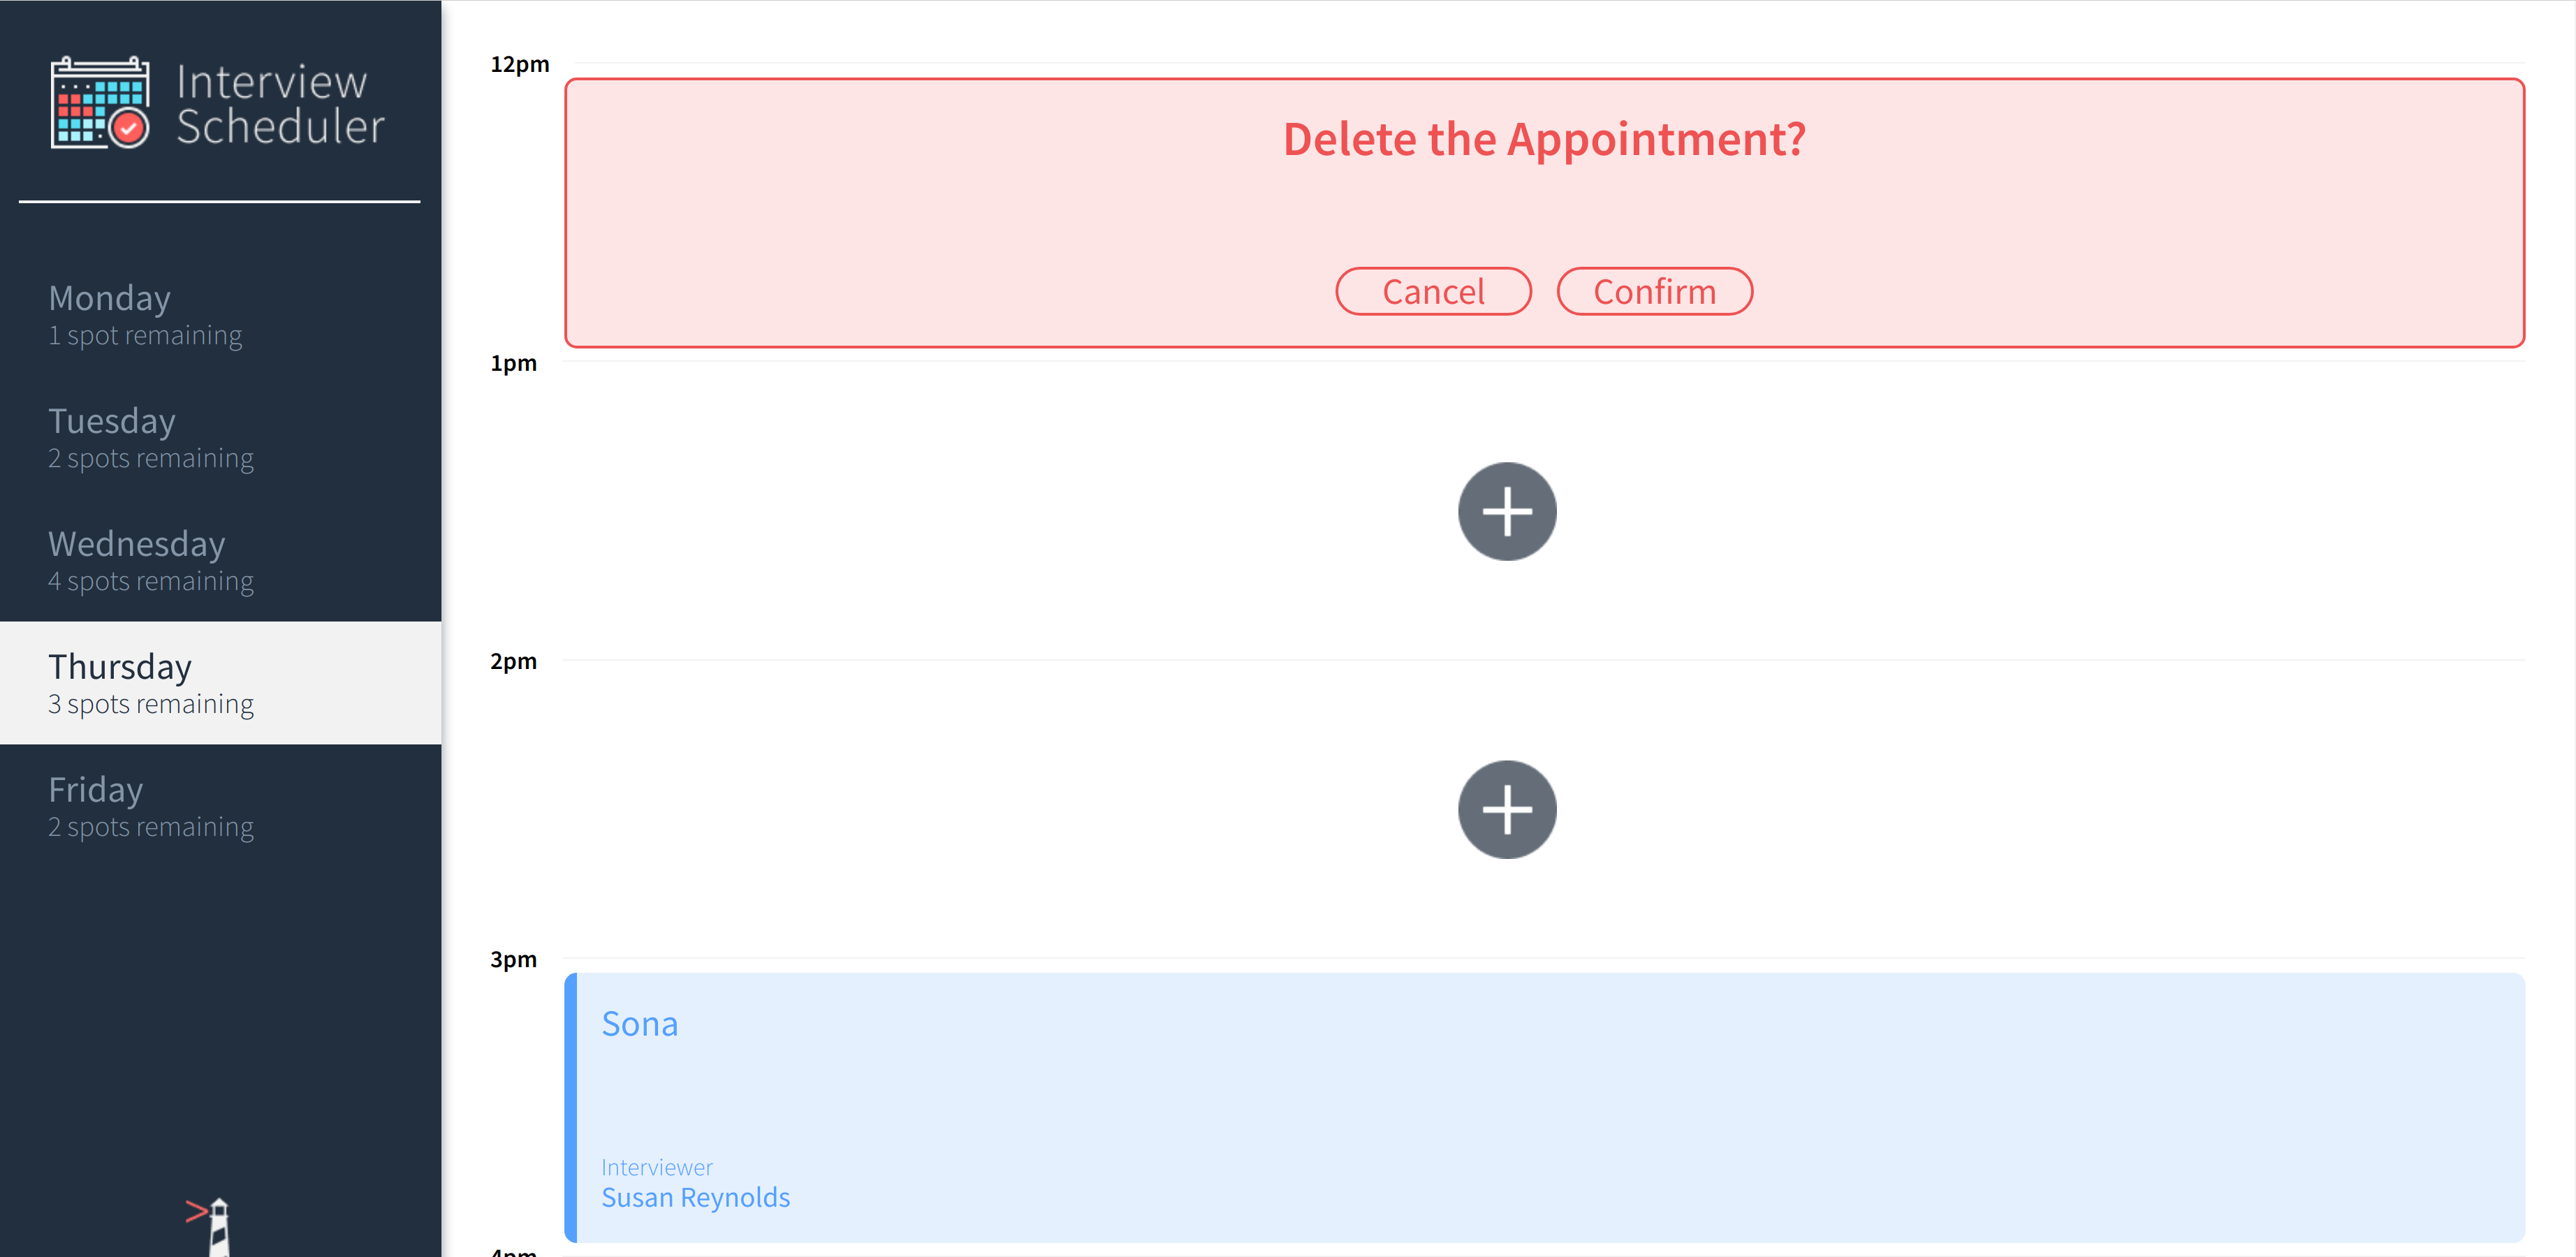 Interview
Scheduler
Monday
1 spot remaining
Tuesday
2 spots remaining
Wednesday
4 spots remaining
Thursday
3 spots remaining
Friday
2 spots remaining
12pm
Delete the Appointment?
Cancel Confirm
1pm
2pm
3pm
Sona
Interviewer
Susan Reynolds
4pm